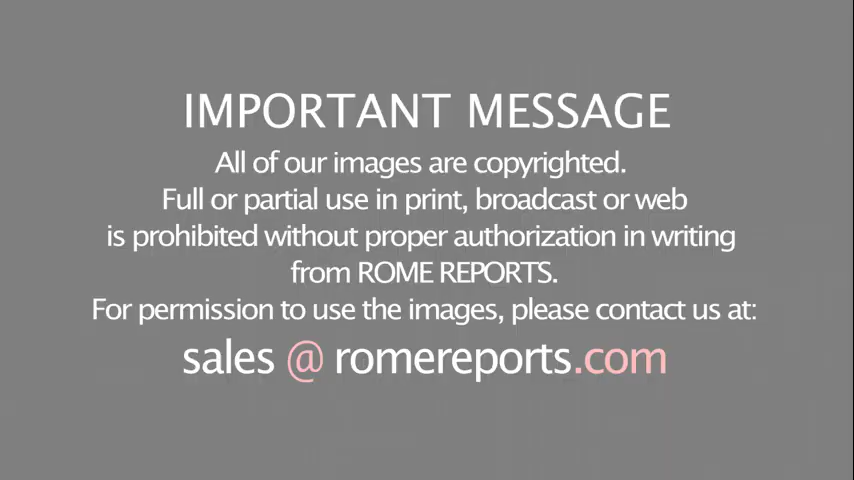 IMPORTANT MESSAGE
All of our images are copyrighted.
Full or partial use in print, broadcast or web
is prohibited without proper authorization in writing
from ROME REPORTS.
For permission to use the images, please contact us at:
sales @ romereports.com